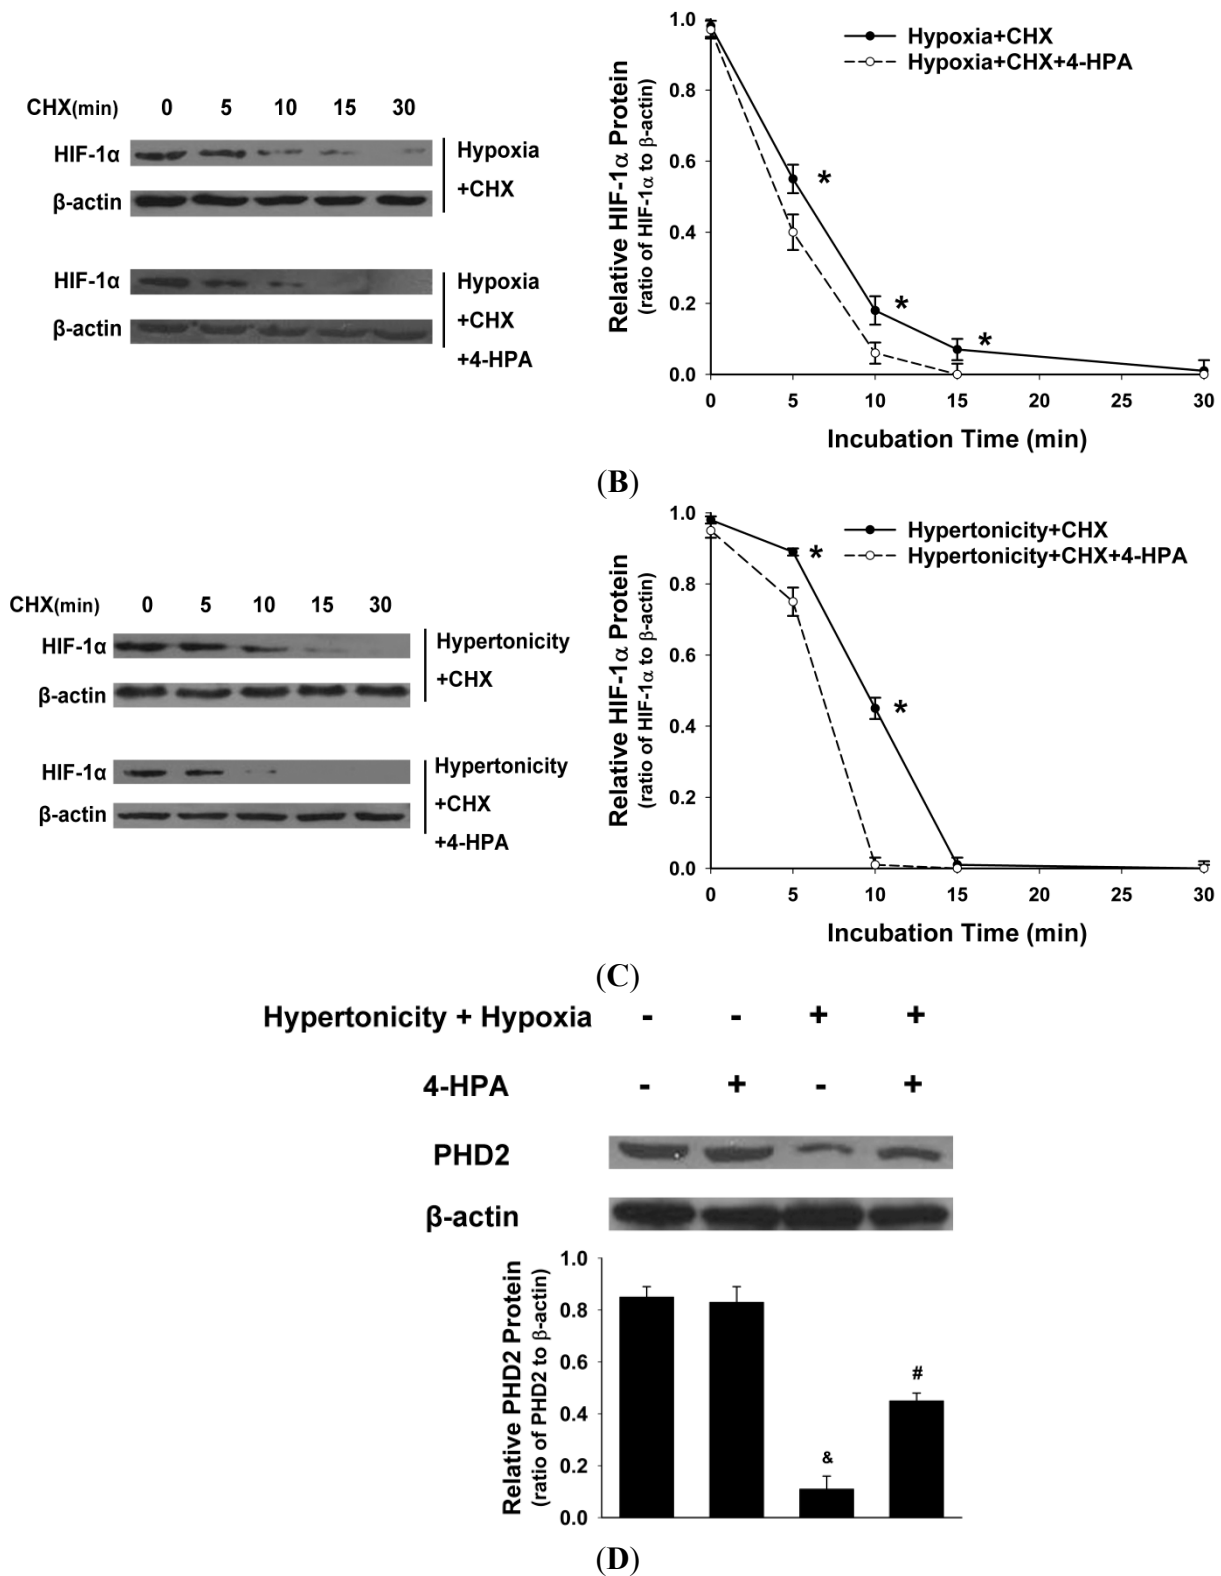 CHX(min) 0 5 10 15 30
HIF-1α
β-actin
Hypoxia
+CHX
HIF-1α
β-actin
Hypoxia
+CHX
+4-HPA
Relative HIF-1α Protein
(ratio of HIF-1α to β-actin)
1.0
0.8
0.6
0.4
0.2
0.0
Hypoxia+CHX
Hypoxia+CHX+4-HPA
*
*
*
0 5 10 15 20 25 30
Incubation Time (min)
(B)
CHX(min) 0 5 10 15 30
HIF-1α
β-actin
Hypertonicity
+CHX
HIF-1α
β-actin
Hypertonicity
+CHX
+4-HPA
Relative HIF-1α Protein
(ratio of HIF-1α to β-actin)
1.0
0.8
0.6
0.4
0.2
0.0
Hypertonicity+CHX
Hypertonicity+CHX+4-HPA
*
*
0 5 10 15 20 25 30
Incubation Time (min)
(C)
Hypertonicity + Hypoxia - - + +
4-HPA - + - +
PHD2
β-actin
Relative PHD2 Protein
(ratio of PHD2 to β-actin)
1.0
0.8
0.6
0.4
0.2
0.0
&
#
(D)